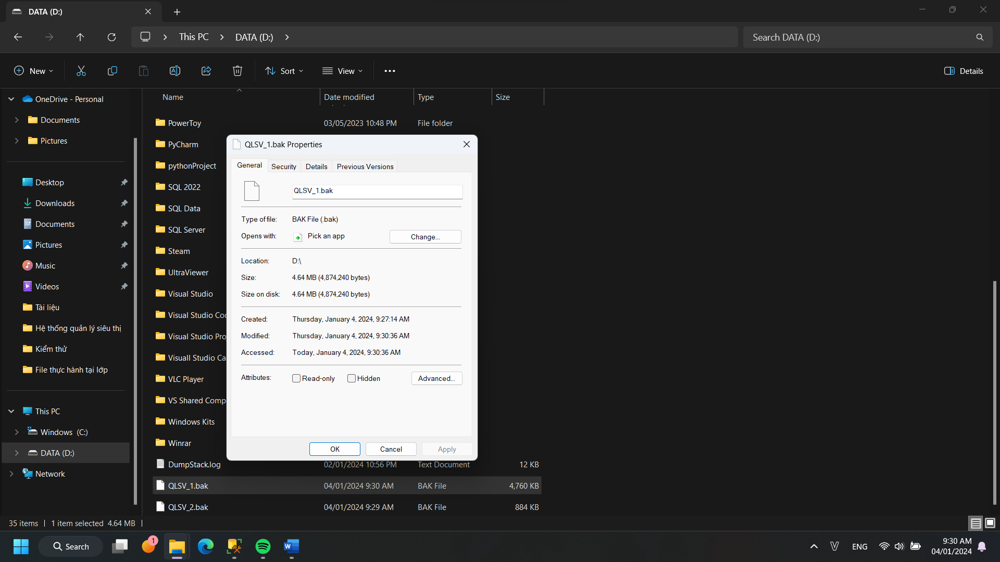 DATA (D:)
This PC
DATA (D:)
Search DATA (D:)
New
Sort
View
Details
OneDrive - Personal
Documents
Pictures
Desktop
Downloads
Documents
Pictures
Music
Videos
Tài liệu
Hệ thống quản lý siêu thị
Kiểm thử
File thực hành tại lớp
This PC
Windows (C:)
DATA (D:)
Network
Name Date modified Type Size
PowerToy 03/05/2023 10:48 PM File folder
PyCharm
pythonProject
SQL 2022
SQL Data
SQL Server
Steam
UltraViewer
Visual Studio
Visual Studio Coc
Visual Studio Pro
Visuall Studio Ca
VLC Player
VS Shared Comp
Windows Kits
Winrar
DumpStack.log 02/01/2024 10:56 PM Text Document 12 KB
QLSV_1.bak 04/01/2024 9:30 AM BAK File 4,760 KB
QLSV_2.bak 04/01/2024 9:29 AM BAK File 884 KB
QLSV_1.bak Properties
General Security Details Previous Versions
QLSV_1.bak
Type of file: BAK File (.bak)
Opens with: Pick an app Change...
Location: D:\
Size: 4.64 MB (4,874,240 bytes)
Size on disk: 4.64 MB (4,874,240 bytes)
Created: Thursday, January 4, 2024, 9:27:14 AM
Modified: Thursday, January 4, 2024, 9:30:36 AM
Accessed: Today, January 4, 2024, 9:30:36 AM
Attributes: Read-only Hidden Advanced...
OK Cancel Apply
35 items 1 item selected 4.64 MB
Search
1
W
V
ENG
9:30 AM
04/01/2024